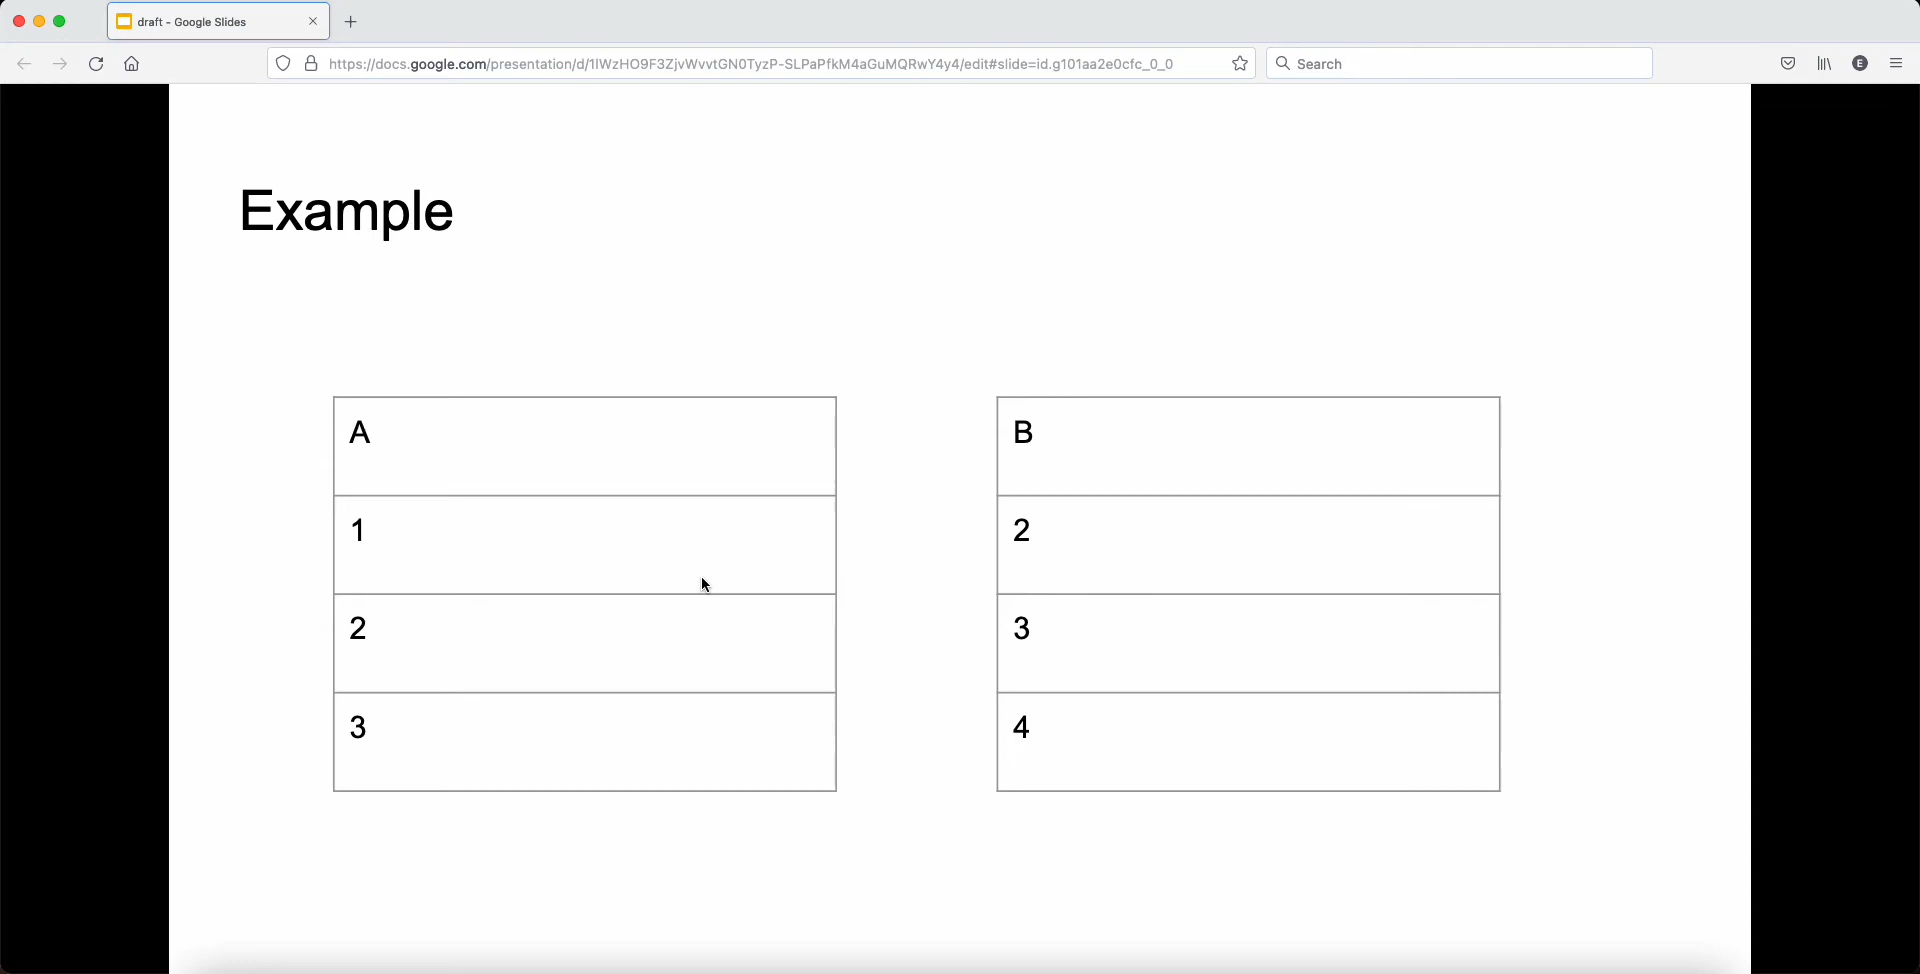 draft - Google Slides
https://docs.google.com/presentation/d/1lWzHO9F3ZjvWvvtGN0TyzP-SLPaPfkM4aGuMQRwY4y4/edit#slide=id.g101aa2e0cfc_0_0
Search
E
Example
A
1
2
3
B
2
3
4